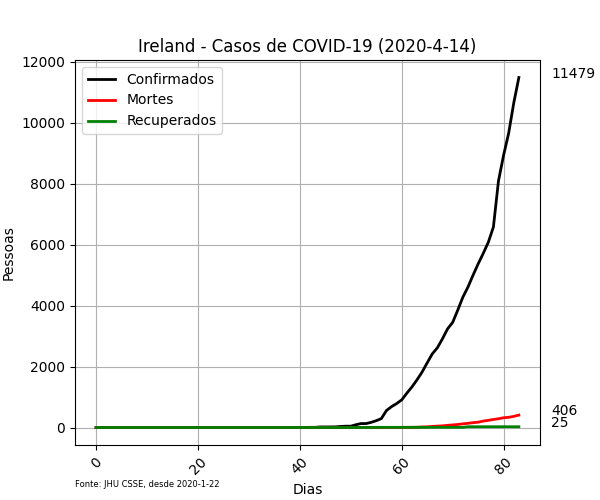 Ireland - Casos de COVID-19 (2020-4-14)
Confirmados
Mortes
Recuperados
12000
10000
8000
6000
4000
2000
0
Pessoas
11479
406
25
0
20
40
60
80
Dias
Fonte: JHU CSSE, desde 2020-1-22